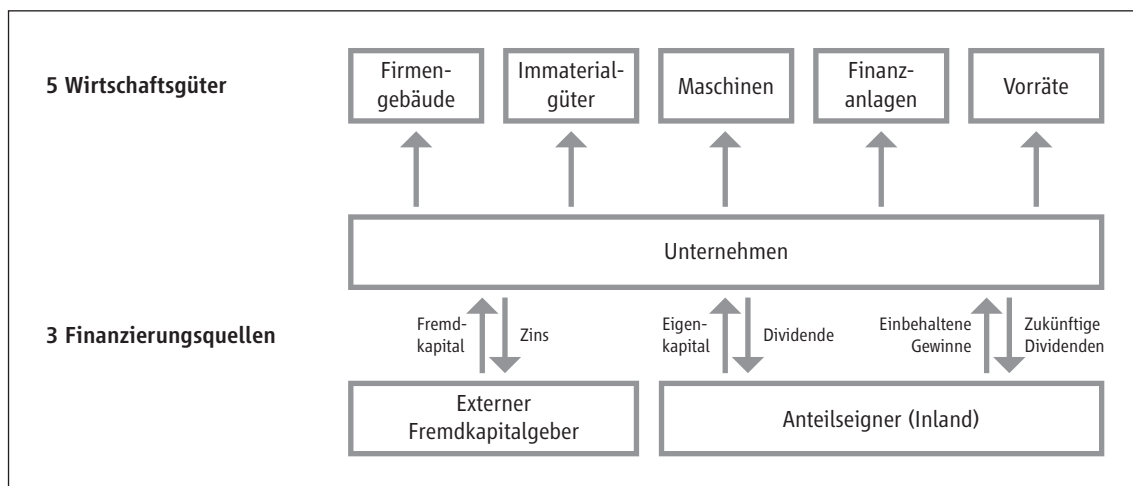 5 Wirtschaftsgüter
Firmen-
gebäude
Immaterial-
güter
Maschinen
Finanz-
anlagen
Vorräte
Unternehmen
3 Finanzierungsquellen
Fremd-
kapital
Zins
Eigen-
kapital
Dividende
Einbehaltene
Gewinne
Zukünftige
Dividenden
Externer
Fremdkapitalgeber
Anteilseigner (Inland)